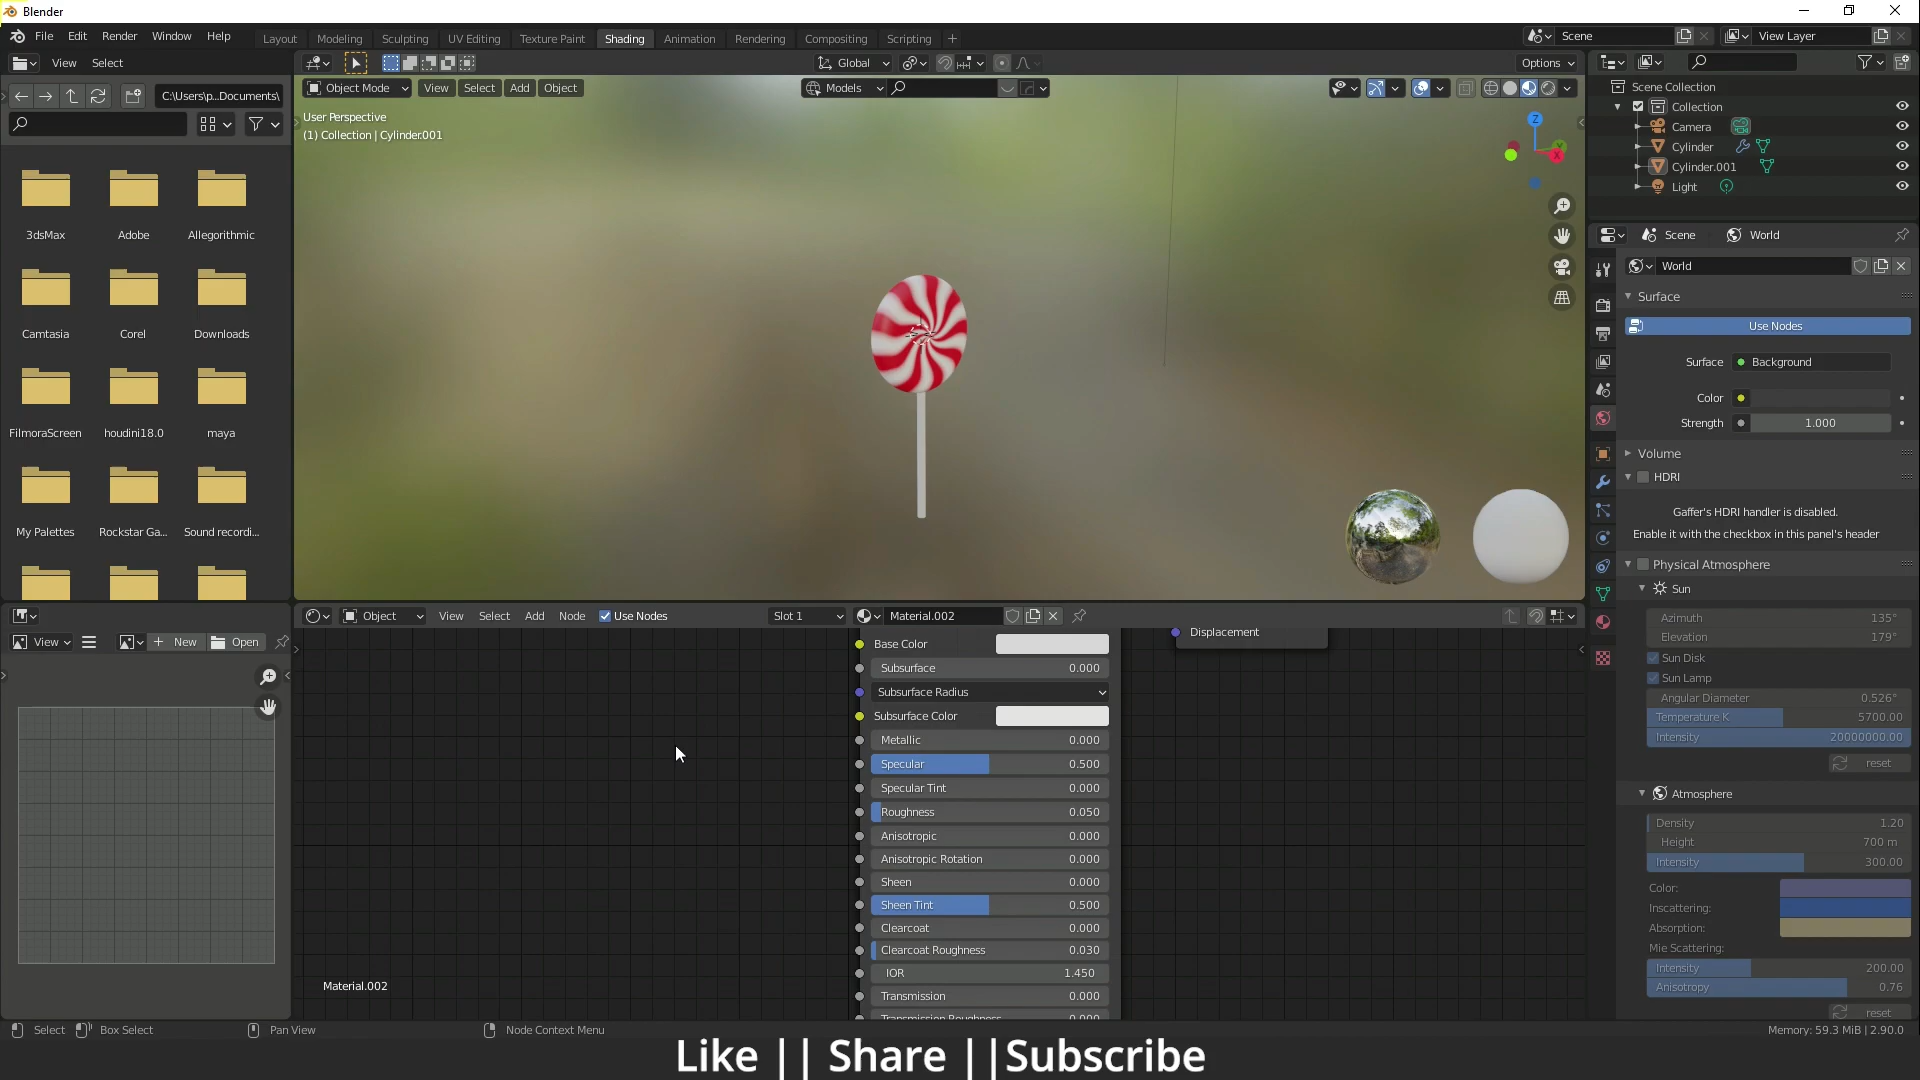 Blender
File Edit Render Window Help
Layout Modeling Sculpting UV Editing Texture Paint Shading Animation Rendering Compositing Scripting +
Scene
View Layer
View Select
Global
Options
C:\Users\p...Documents\
Object Mode View Select Add Object
Models
User Perspective
(1) Collection | Cylinder.001
Z
X
3dsMax Adobe Allegorithmic
Camtasia Corel Downloads
FilmoraScreen houdini18.0 maya
My Palettes Rockstar Ga... Sound recordi...
Scene Collection
Collection
Camera
Cylinder
Cylinder.001
Light
Scene World
World
Surface
Use Nodes
Surface Background
Color
Strength 1.000
Volume
HDRI
Gaffer's HDRI handler is disabled.
Enable it with the checkbox in this panel's header
Physical Atmosphere
Sun
Azimuth 135°
Elevation 179°
Sun Disk
Sun Lamp
Angular Diameter 0.526°
Temperature K 5700.00
Intensity 20000000.00
reset
Atmosphere
Density 1.20
Height 700 m
Intensity 300.00
Color:
Inscattering:
Absorption:
Mie Scattering:
Intensity 200.00
Anisotropy 0.76
reset
View + New Open
Object View Select Add Node Use Nodes
Slot 1
Material.002
Base Color
Subsurface 0.000
Subsurface Radius
Subsurface Color
Metallic 0.000
Specular 0.500
Specular Tint 0.000
Roughness 0.050
Anisotropic 0.000
Anisotropic Rotation 0.000
Sheen 0.000
Sheen Tint 0.500
Clearcoat 0.000
Clearcoat Roughness 0.030
IOR 1.450
Transmission 0.000
Transmission Roughness 0.000
Displacement
Material.002
Select Box Select Pan View Node Context Menu
Memory: 59.3 MiB | 2.90.0
Like || Share ||Subscribe